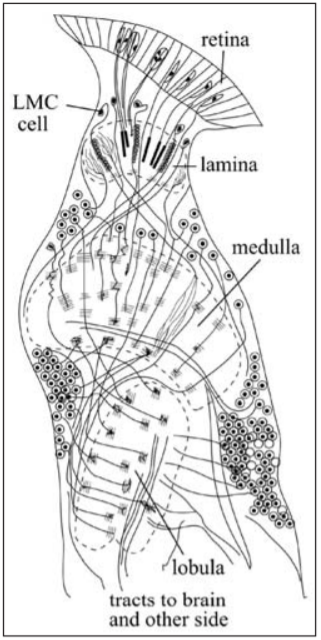 retina
LMC
cell
lamina
medulla
lobula
tracts to brain
and other side